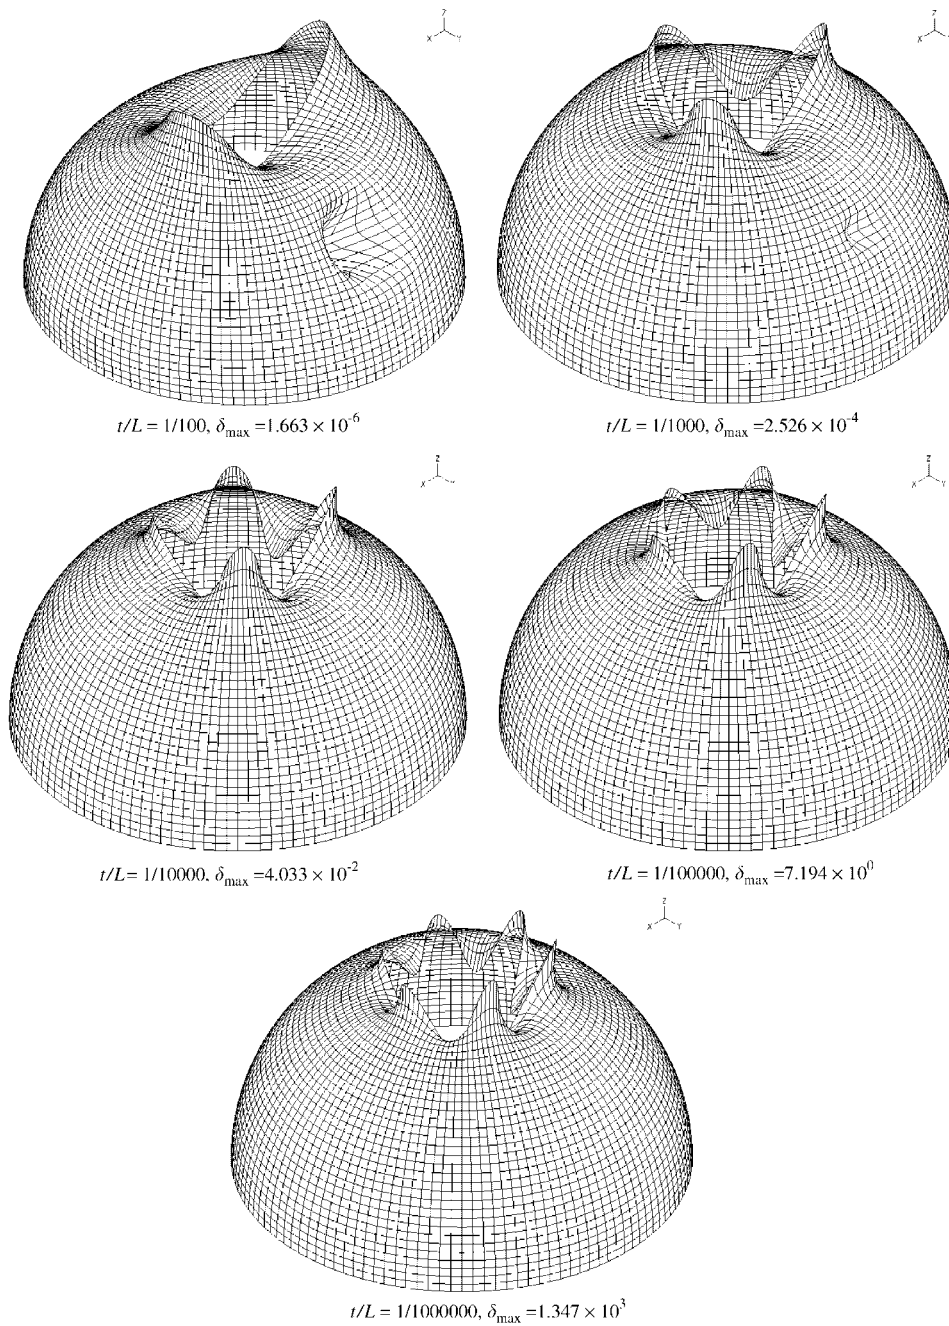 Z
X Y
Z
X
t/L = 1/100, δmax =1.663 × 10⁻⁶
t/L = 1/1000, δmax =2.526 × 10⁻⁴
Z
X
Z
X Y
t/L = 1/10000, δmax =4.033 × 10⁻²
t/L = 1/100000, δmax =7.194 × 10⁰
Z
X Y
t/L = 1/1000000, δmax =1.347 × 10³